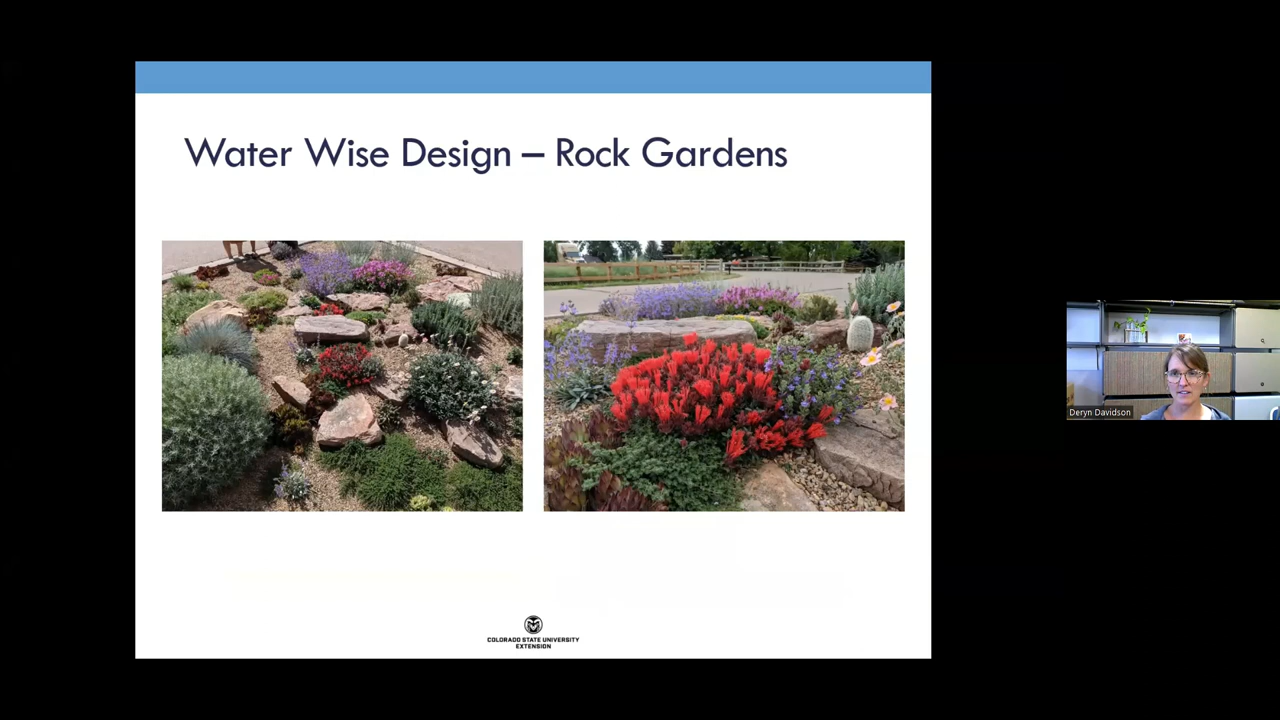 Water Wise Design – Rock Gardens
COLORADO STATE UNIVERSITY
EXTENSION
Deryn Davidson